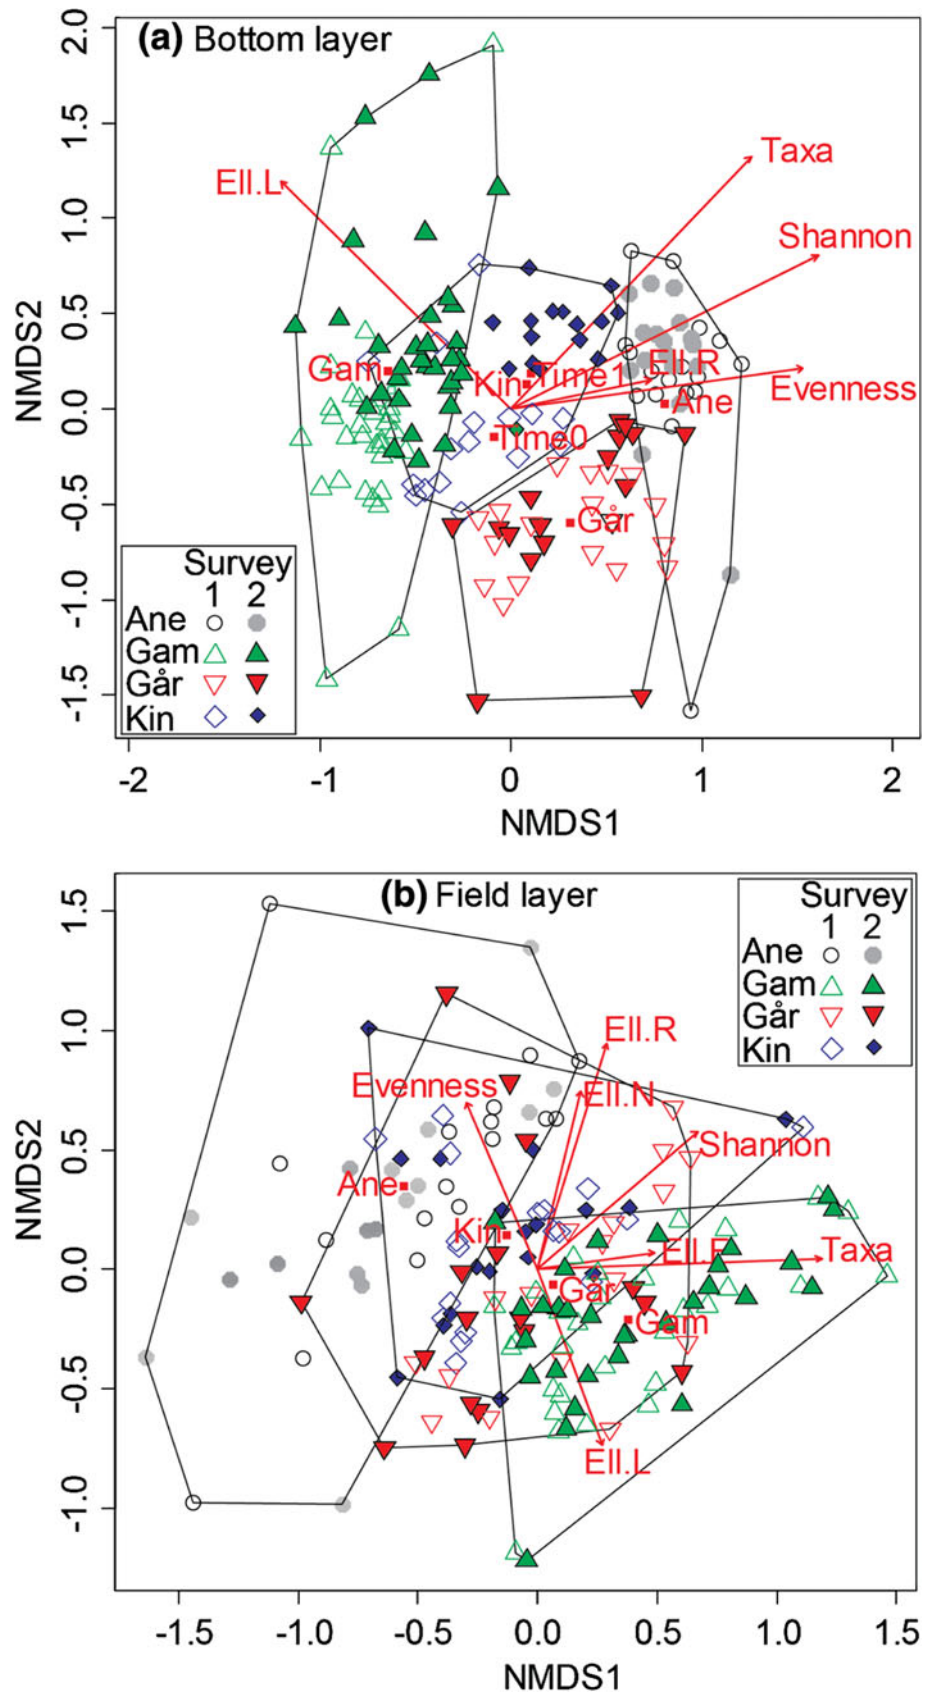 (a) Bottom layer
2.0
1.5
1.0
0.5
0.0
-0.5
-1.0
-1.5
NMDS2
Taxa
Ell.L
Shannon
Gam
Kin
Time1
Ell.R
Evenness
Ane
Time0
Går
Survey
1 2
Ane
Gam
Går
Kin
-2 -1 0 1 2
NMDS1
(b) Field layer
1.5
1.0
0.5
0.0
-0.5
-1.0
NMDS2
Survey
1 2
Ane
Gam
Går
Kin
Ell.R
Evenness
Ell.N
Shannon
Ane
Kin
Ell.F
Taxa
Går
Gam
Ell.L
-1.5 -1.0 -0.5 0.0 0.5 1.0 1.5
NMDS1